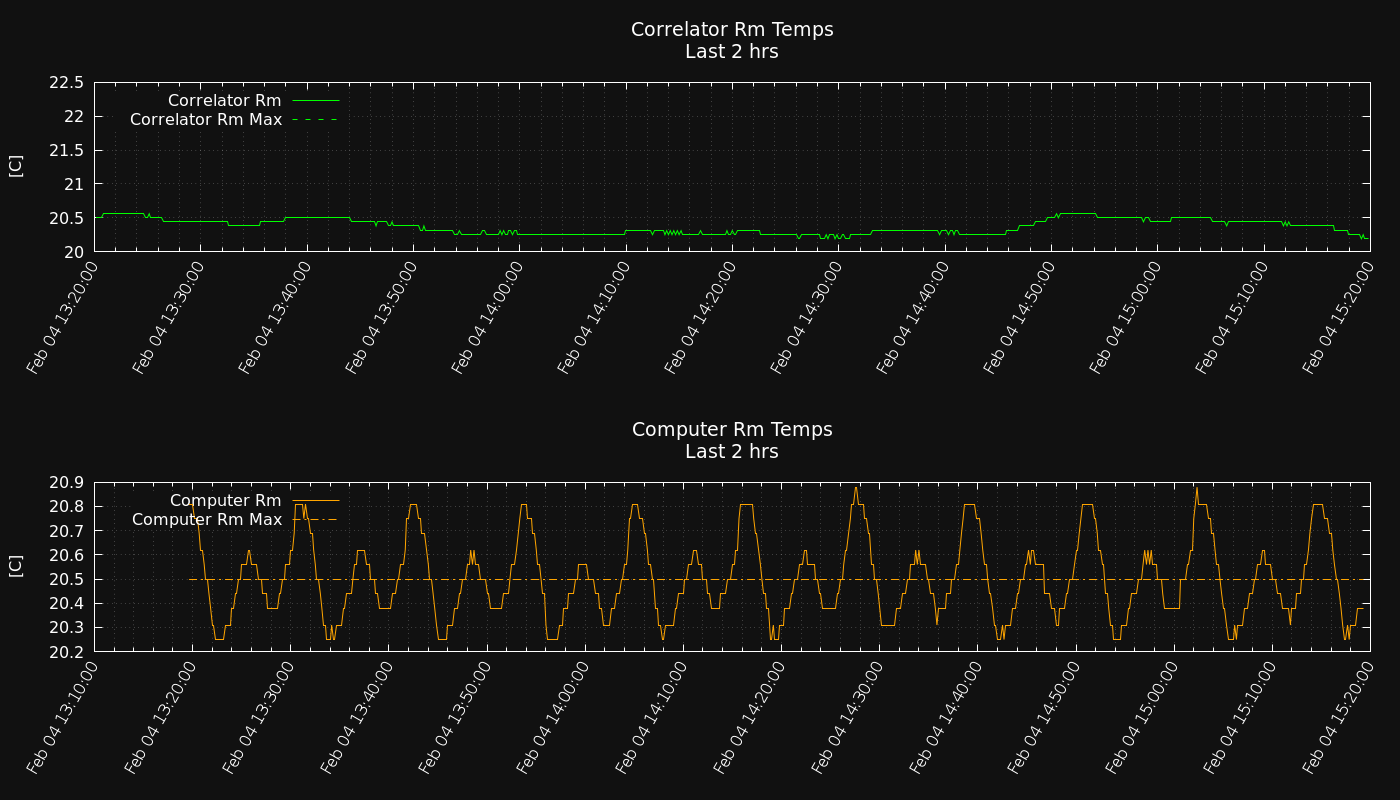 Correlator Rm Temps
Last 2 hrs
22.5
22
21.5
21
20.5
20
[C]
Correlator Rm
Correlator Rm Max
Feb 04 13:20:00
Feb 04 13:30:00
Feb 04 13:40:00
Feb 04 13:50:00
Feb 04 14:00:00
Feb 04 14:10:00
Feb 04 14:20:00
Feb 04 14:30:00
Feb 04 14:40:00
Feb 04 14:50:00
Feb 04 15:00:00
Feb 04 15:10:00
Feb 04 15:20:00
Computer Rm Temps
Last 2 hrs
20.9
20.8
20.7
20.6
20.5
20.4
20.3
20.2
[C]
Computer Rm
Computer Rm Max
Feb 04 13:10:00
Feb 04 13:20:00
Feb 04 13:30:00
Feb 04 13:40:00
Feb 04 13:50:00
Feb 04 14:00:00
Feb 04 14:10:00
Feb 04 14:20:00
Feb 04 14:30:00
Feb 04 14:40:00
Feb 04 14:50:00
Feb 04 15:00:00
Feb 04 15:10:00
Feb 04 15:20:00